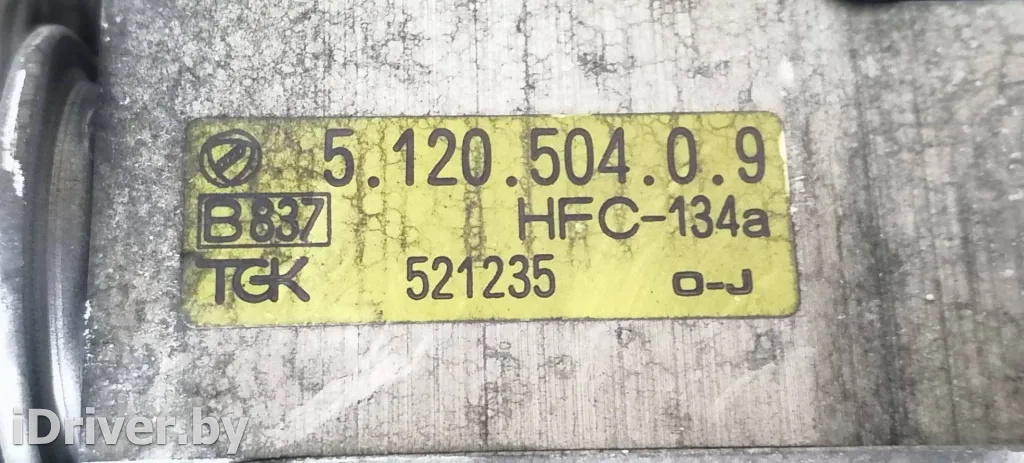 5.120.504.0.9
B837 HFC-134a
TGK 521235 O-J
iDriver.by